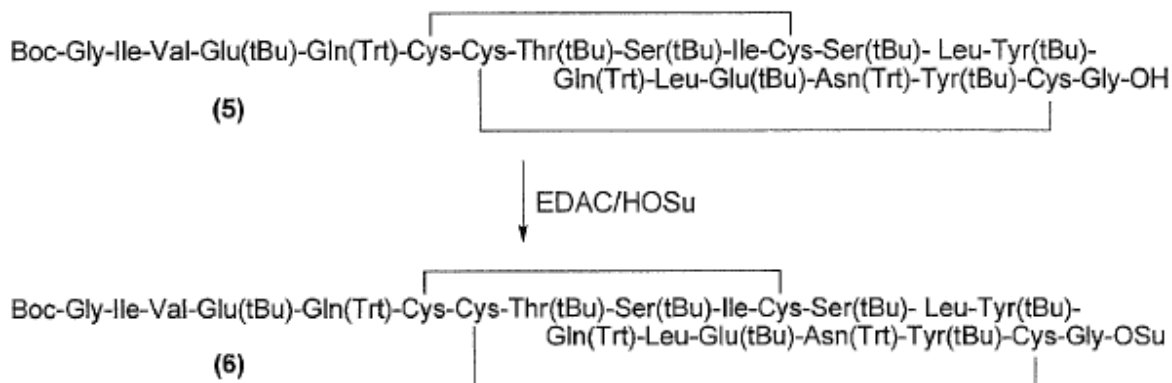 Boc-Gly-Ile-Val-Glu(tBu)-Gln(Trt)-Cys-Cys-Thr(tBu)-Ser(tBu)-Ile-Cys-Ser(tBu)- Leu-Tyr(tBu)-
Gln(Trt)-Leu-Glu(tBu)-Asn(Trt)-Tyr(tBu)-Cys-Gly-OH
(5)
EDAC/HOSu
Boc-Gly-Ile-Val-Glu(tBu)-Gln(Trt)-Cys-Cys-Thr(tBu)-Ser(tBu)-Ile-Cys-Ser(tBu)- Leu-Tyr(tBu)-
Gln(Trt)-Leu-Glu(tBu)-Asn(Trt)-Tyr(tBu)-Cys-Gly-OSu
(6)